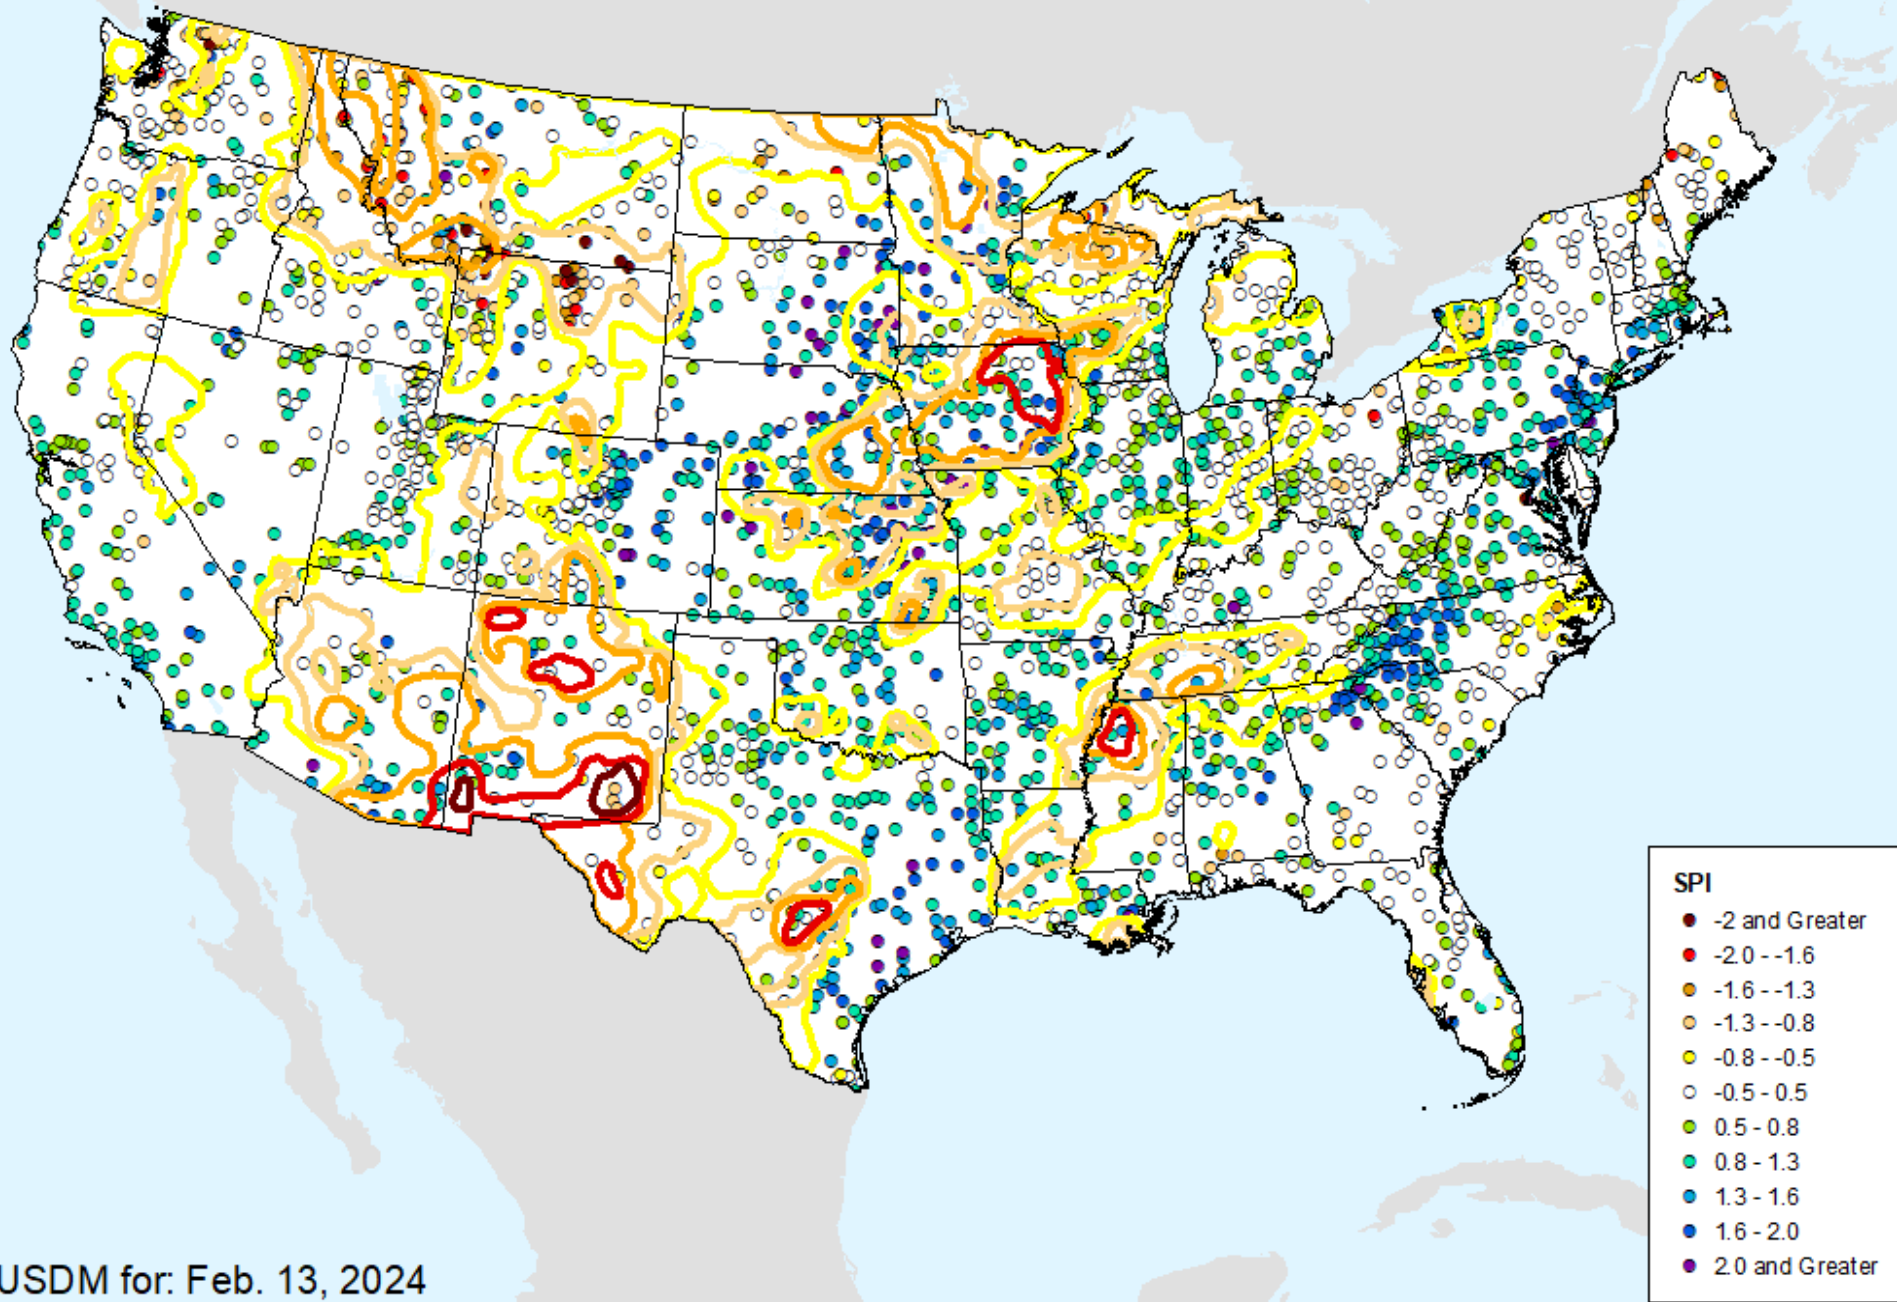 SPI
-2 and Greater
-2.0 - -1.6
-1.6 - -1.3
-1.3 - -0.8
-0.8 - -0.5
-0.5 - 0.5
0.5 - 0.8
0.8 - 1.3
1.3 - 1.6
1.6 - 2.0
2.0 and Greater
USDM for: Feb. 13, 2024